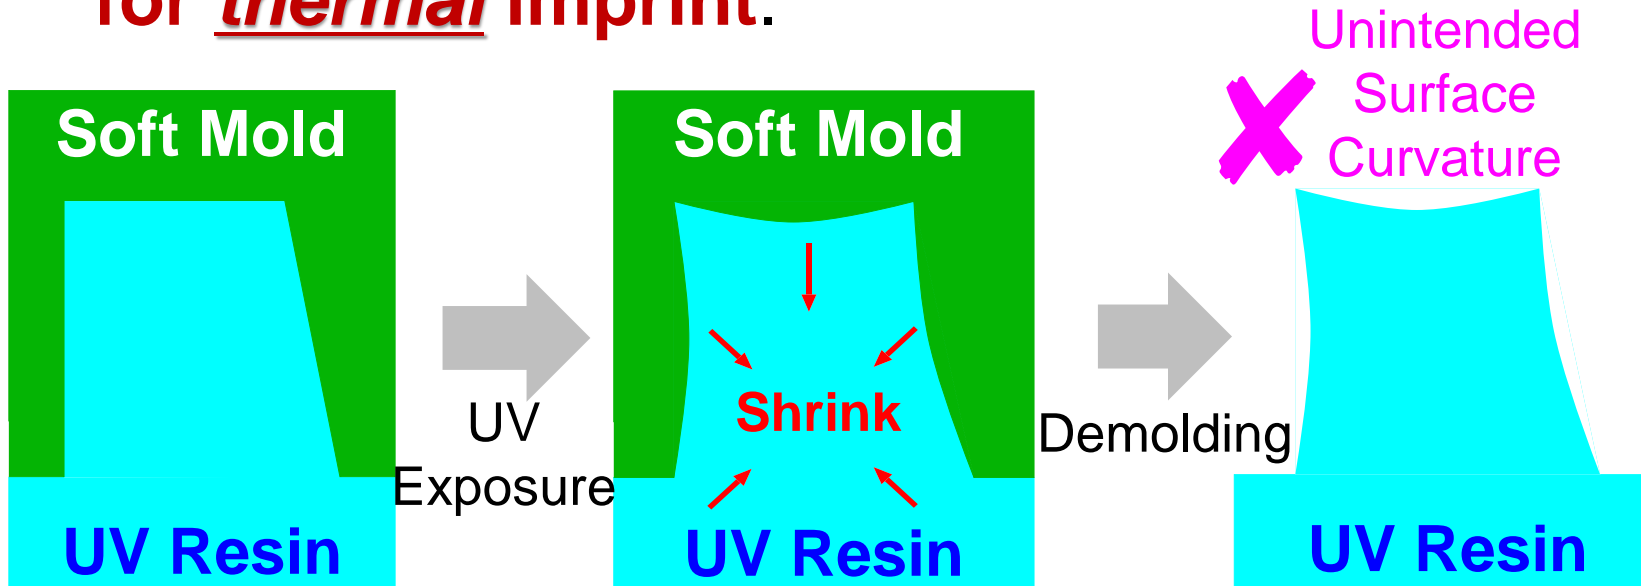 for thermal imprint.
Unintended
Surface
Curvature
Soft Mold
Soft Mold
Shrink
UV
Exposure
Demolding
UV Resin
UV Resin
UV Resin